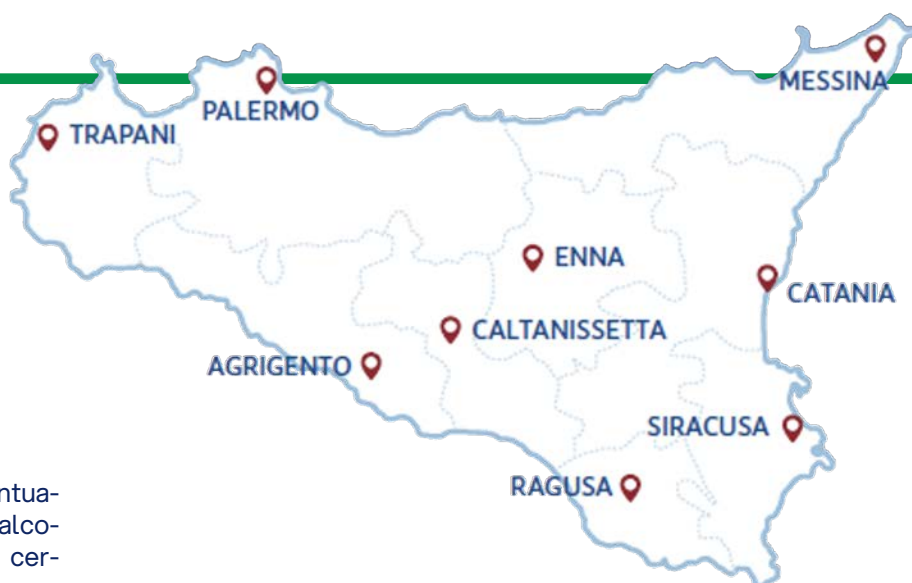 MESSINA
PALERMO
TRAPANI
ENNA
CATANIA
CALTANISSETTA
AGRIGENTO
SIRACUSA
RAGUSA
ntua-
alco-
cer-